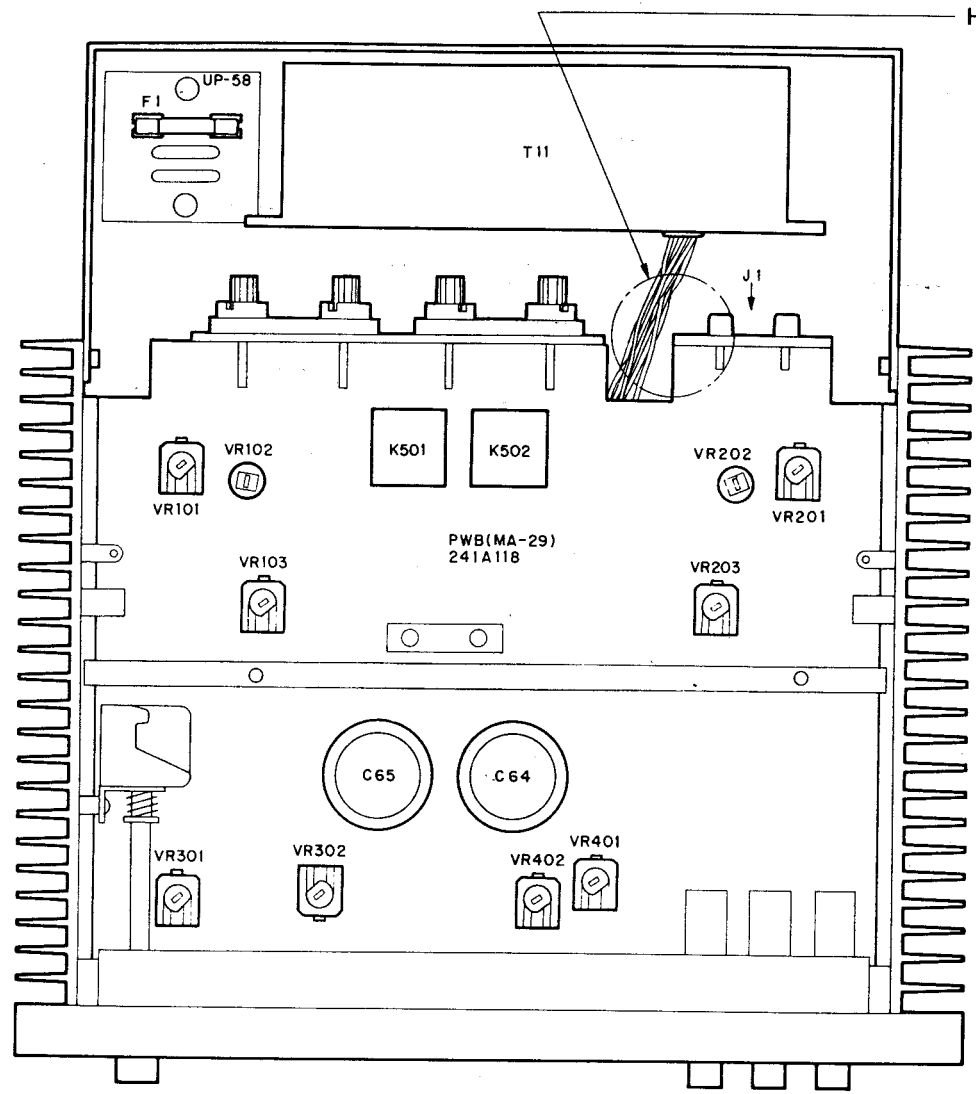 H
UP-58
F1
T11
J1
K501
K502
VR102
VR101
VR202
VR201
PWB(MA-29)
241A118
VR103
VR203
C65
C64
VR301
VR302
VR402
VR401